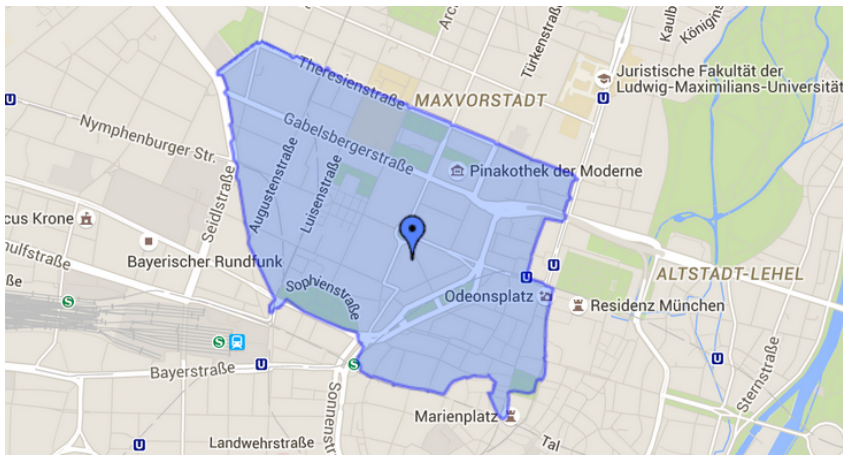 Theresienstraße
Arc
Türkenstraße
Kaulb
Königin
Juristische Fakultät der
Ludwig-Maximilians-Universität
U
U
MAXVORSTADT
Nymphenburger Str.
Gabelsbergerstraße
Pinakothek der Moderne
Augustenstraße
Luisenstraße
Seidlstraße
cus Krone
ulfstraße
Bayerischer Rundfunk
Sophienstraße
U
U
ALTSTADT-LEHEL
Odeonsplatz
Residenz München
S
S
U
Bayerstraße
S
U
Sonnenstr
Sternstraße
Marienplatz
U
Landwehrstraße
Tal
U